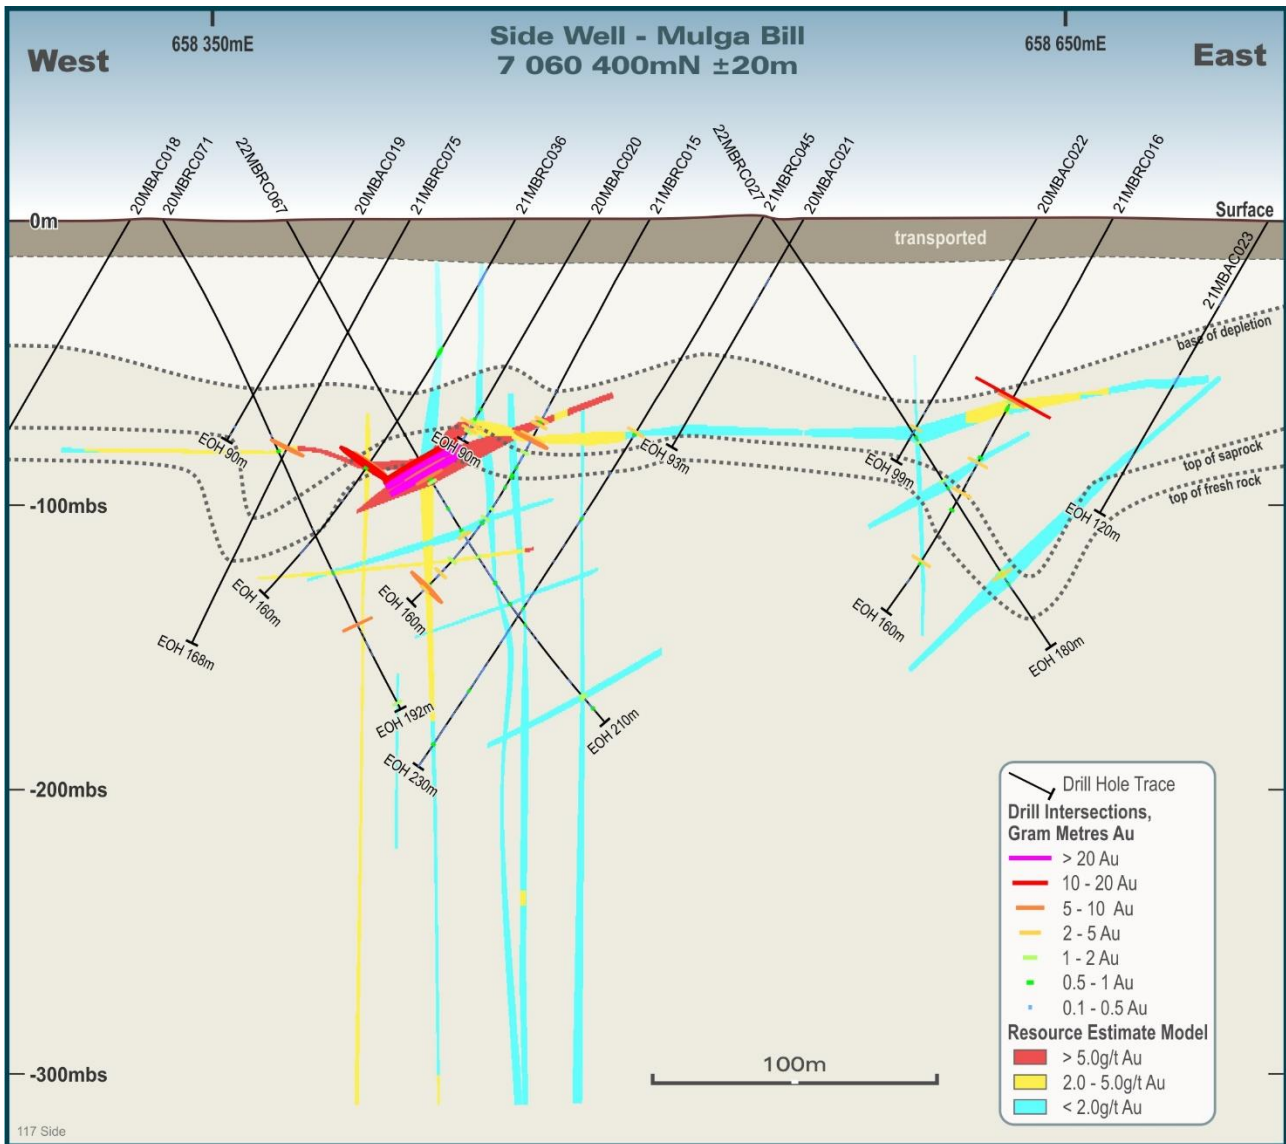 658 350mE
Side Well - Mulga Bill
658 650mE
West
7 060 400mN ±20m
East
20MBAC018
20MBRC071
22MBRC067
20MBAC019
21MBRC075
21MBRC036
20MBAC020
21MBRC015
22MBRC027
21MBRC045
20MBAC021
20MBAC022
21MBRC016
21MBAC023
0m
Surface
transported
base of depletion
top of saprock
top of fresh rock
EOH 90m
EOH 90m
EOH 93m
EOH 99m
-100mbs
EOH 120m
EOH 160m
EOH 160m
EOH 160m
EOH 168m
EOH 180m
EOH 192m
EOH 210m
EOH 230m
-200mbs
-300mbs
Drill Hole Trace
Drill Intersections,
Gram Metres Au
> 20 Au
10 - 20 Au
5 - 10 Au
2 - 5 Au
1 - 2 Au
0.5 - 1 Au
0.1 - 0.5 Au
Resource Estimate Model
> 5.0g/t Au
2.0 - 5.0g/t Au
< 2.0g/t Au
100m
117 Side